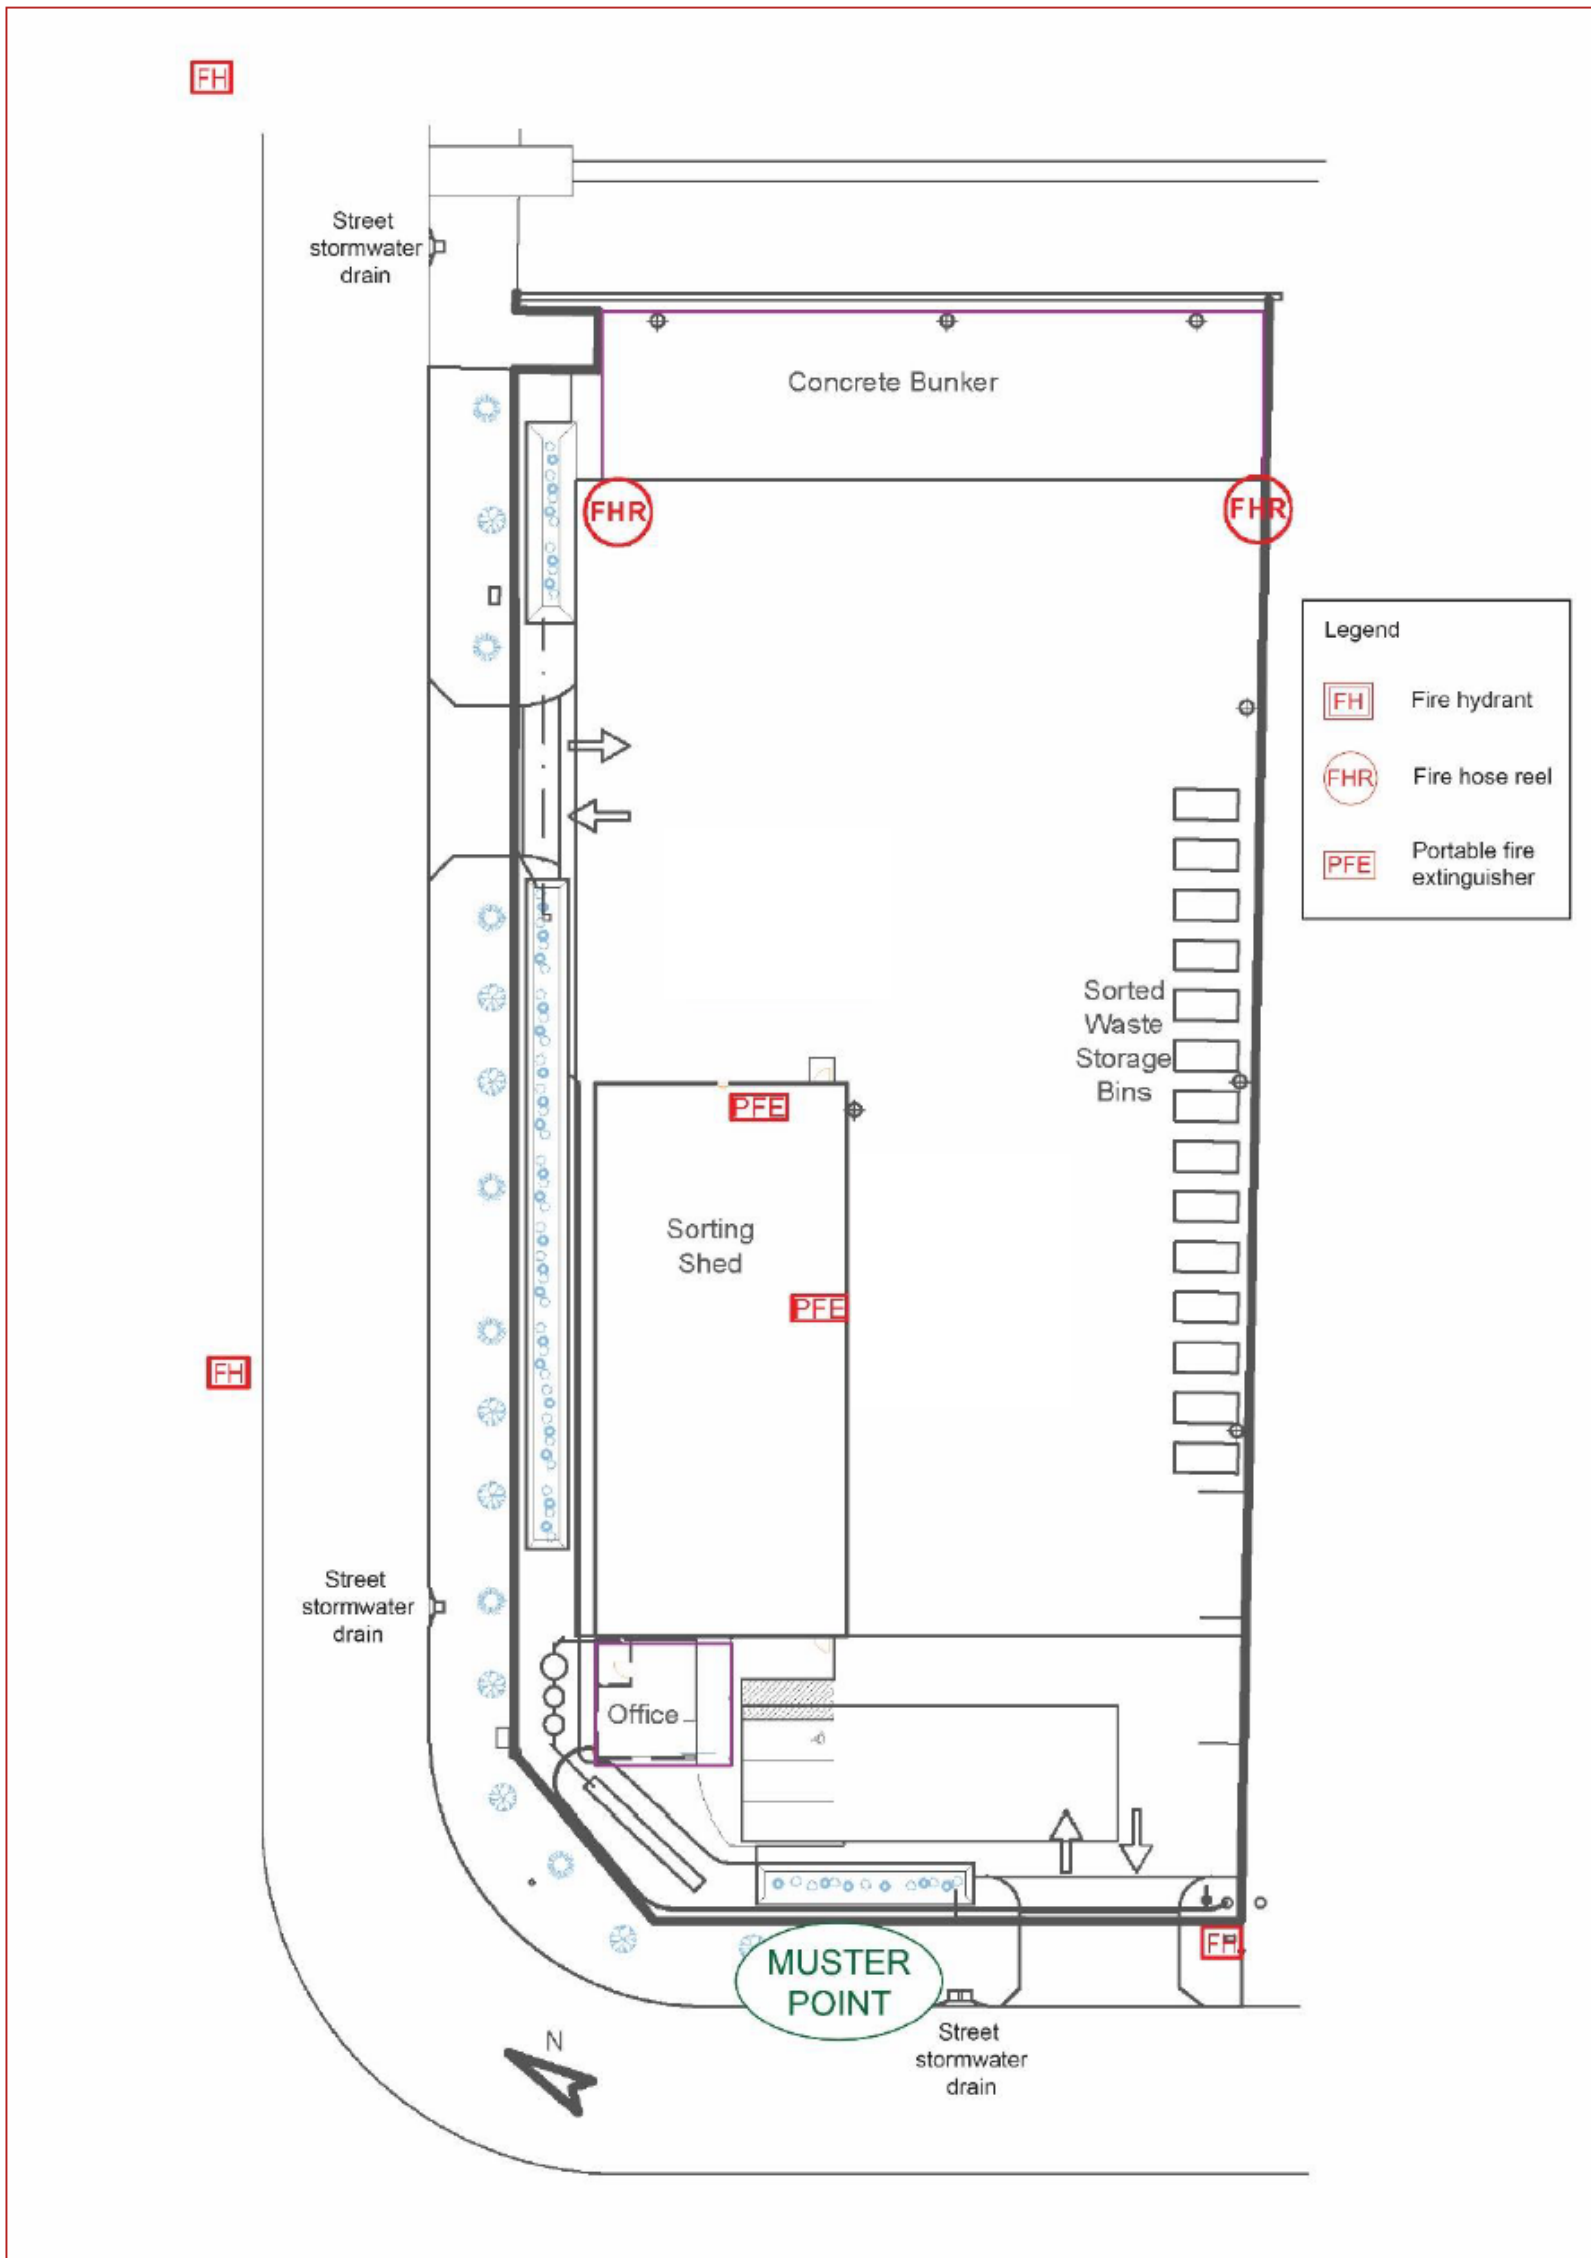 FH
Street
stormwater
drain
Concrete Bunker
FHR
FHR
Legend
FH Fire hydrant
FHR Fire hose reel
PFE Portable fire
extinguisher
Sorted
Waste
Storage
Bins
PFE
Sorting
Shed
PFE
FH
Street
stormwater
drain
Office
FH
MUSTER
POINT
Street
stormwater
drain
N